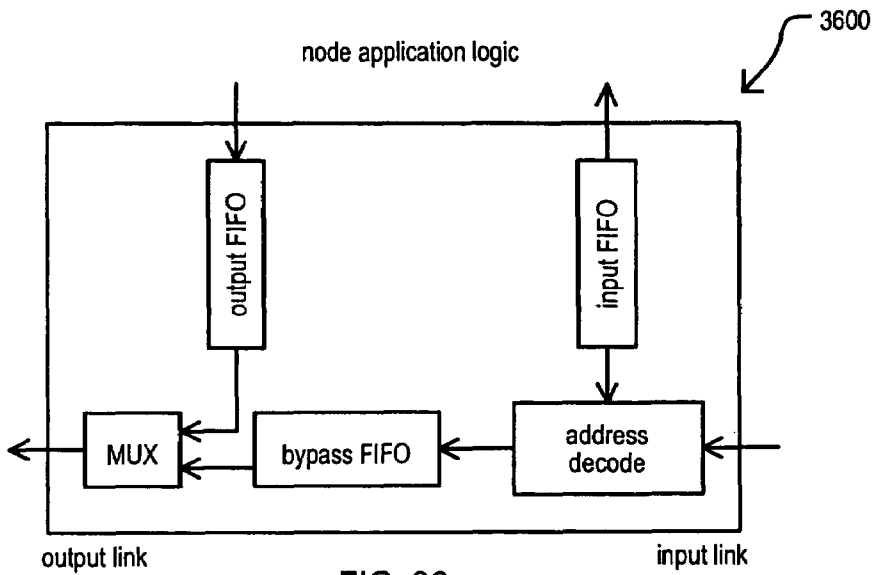 3600
node application logic
output FIFO
input FIFO
MUX
bypass FIFO
address
decode
output link
input link